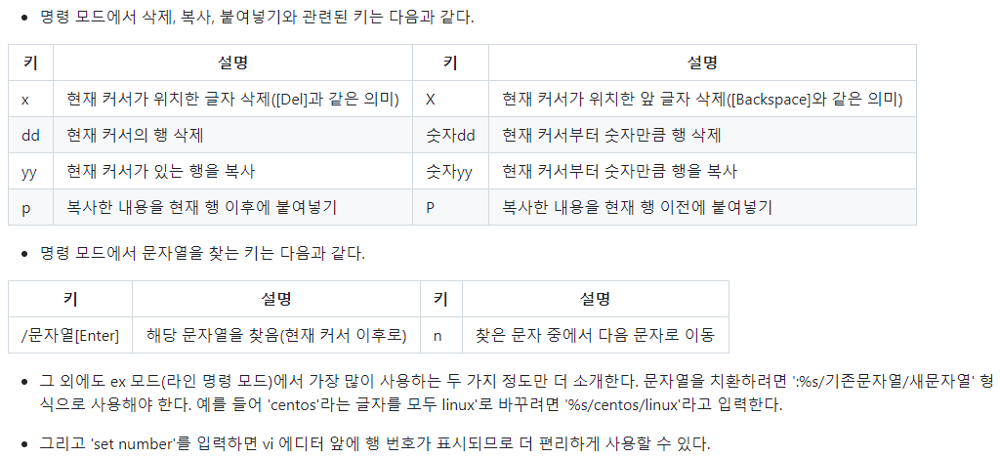 명령 모드에서 삭제, 복사, 붙여넣기와 관련된 키는 다음과 같다.
키 설명 키 설명
x 현재 커서가 위치한 글자 삭제([Del]과 같은 의미) X 현재 커서가 위치한 앞 글자 삭제([Backspace]와 같은 의미)
dd 현재 커서의 행 삭제 숫자dd 현재 커서부터 숫자만큼 행 삭제
yy 현재 커서가 있는 행을 복사 숫자yy 현재 커서부터 숫자만큼 행을 복사
p 복사한 내용을 현재 행 이후에 붙여넣기 P 복사한 내용을 현재 행 이전에 붙여넣기
명령 모드에서 문자열을 찾는 키는 다음과 같다.
키 설명 키 설명
/문자열[Enter] 해당 문자열을 찾음(현재 커서 이후로) n 찾은 문자 중에서 다음 문자로 이동
그 외에도 ex 모드(라인 명령 모드)에서 가장 많이 사용하는 두 가지 정도만 더 소개한다. 문자열을 치환하려면 ':%s/기존문자열/새문자열' 형
식으로 사용해야 한다. 예를 들어 'centos'라는 글자를 모두 linux'로 바꾸려면 '%s/centos/linux'라고 입력한다.
그리고 'set number'를 입력하면 vi 에디터 앞에 행 번호가 표시되므로 더 편리하게 사용할 수 있다.